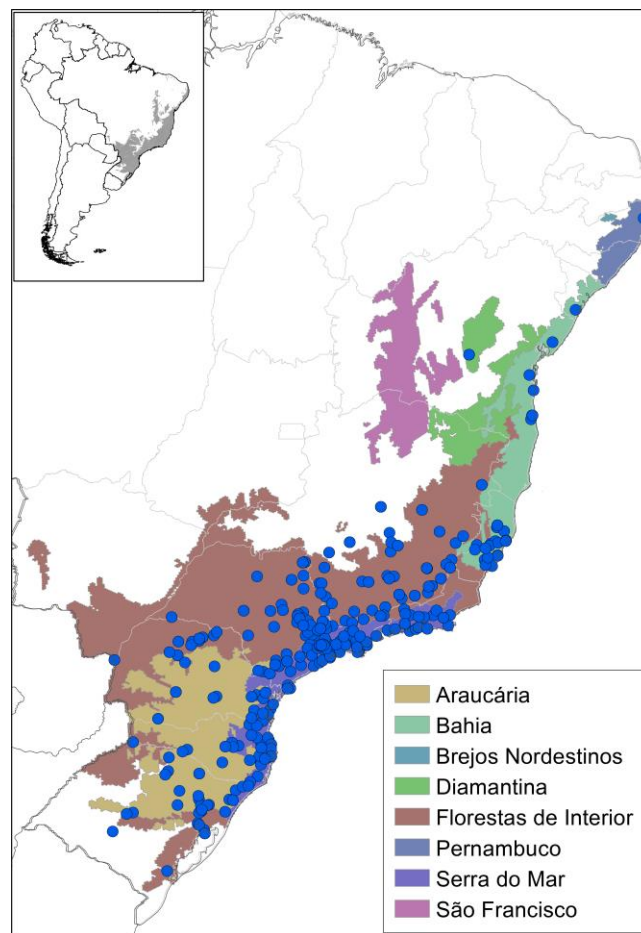 Araucária
Bahia
Brejos Nordestinos
Diamantina
Florestas de Interior
Pernambuco
Serra do Mar
São Francisco